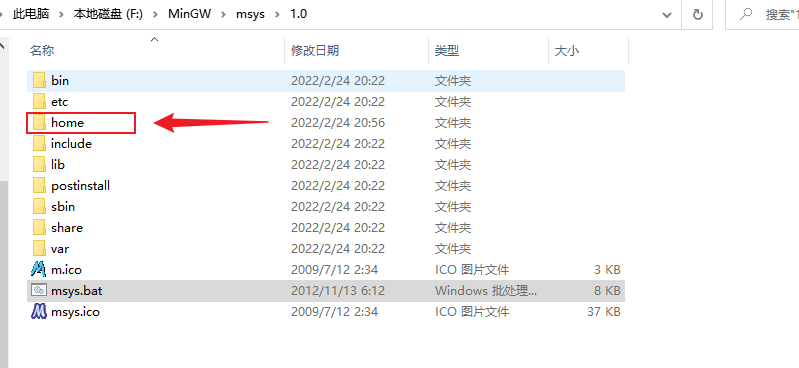 此电脑 > 本地磁盘 (F:) > MinGW > msys > 1.0 搜索"1
名称 修改日期 类型 大小
bin 2022/2/24 20:22 文件夹
etc 2022/2/24 20:22 文件夹
home 2022/2/24 20:56 文件夹
include 2022/2/24 20:22 文件夹
lib 2022/2/24 20:22 文件夹
postinstall 2022/2/24 20:22 文件夹
sbin 2022/2/24 20:22 文件夹
share 2022/2/24 20:22 文件夹
var 2022/2/24 20:22 文件夹
m.ico 2009/7/12 2:34 ICO 图片文件 3 KB
msys.bat 2012/11/13 6:12 Windows 批处理... 8 KB
msys.ico 2009/7/12 2:34 ICO 图片文件 37 KB